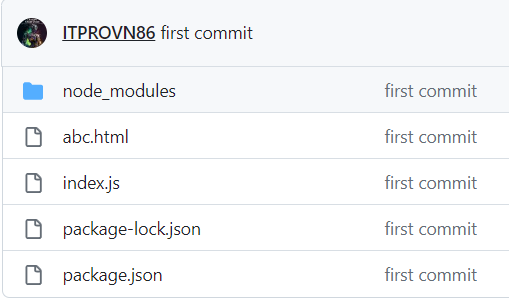 ITPROVN86 first commit
node_modules first commit
abc.html first commit
index.js first commit
package-lock.json first commit
package.json first commit